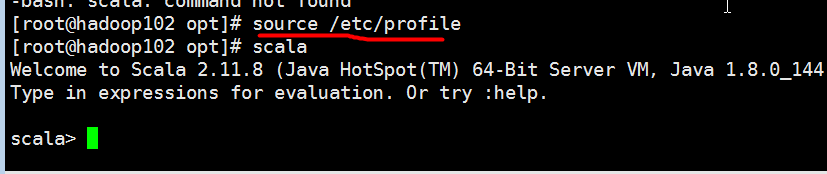 -bash: scala: command not found
[root@hadoop102 opt]# source /etc/profile
[root@hadoop102 opt]# scala
Welcome to Scala 2.11.8 (Java HotSpot(TM) 64-Bit Server VM, Java 1.8.0_144
Type in expressions for evaluation. Or try :help.
scala>